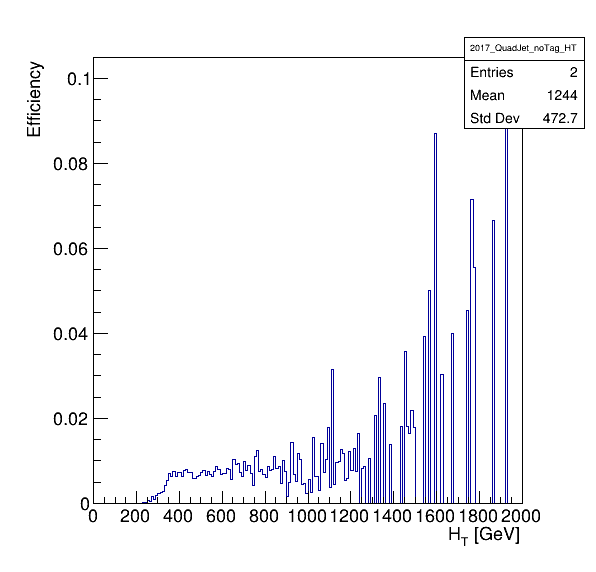 2017_QuadJet_noTag_HT
Entries 2
Mean 1244
Std Dev 472.7
Efficiency
0.1
0.08
0.06
0.04
0.02
0
0 200 400 600 800 1000 1200 1400 1600 1800 2000
H_T [GeV]